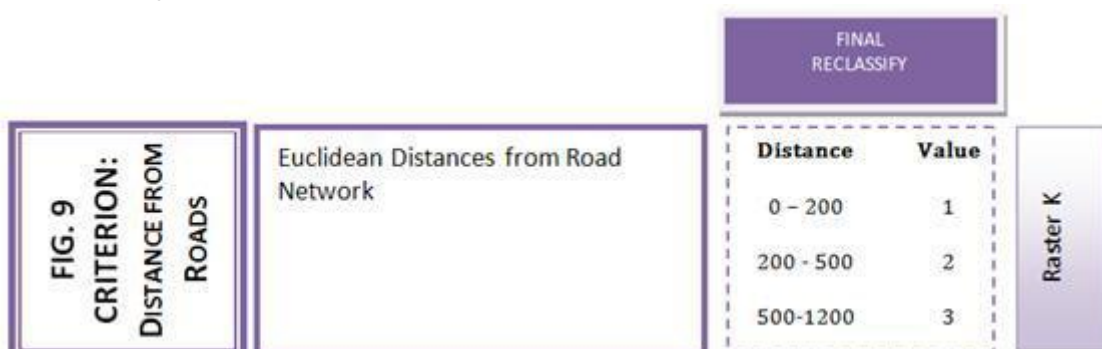 FINAL
RECLASSIFY
FIG. 9
CRITERION:
DISTANCE FROM
ROADS
Euclidean Distances from Road
Network
Distance Value
0 – 200 1
200 - 500 2
500-1200 3
Raster K